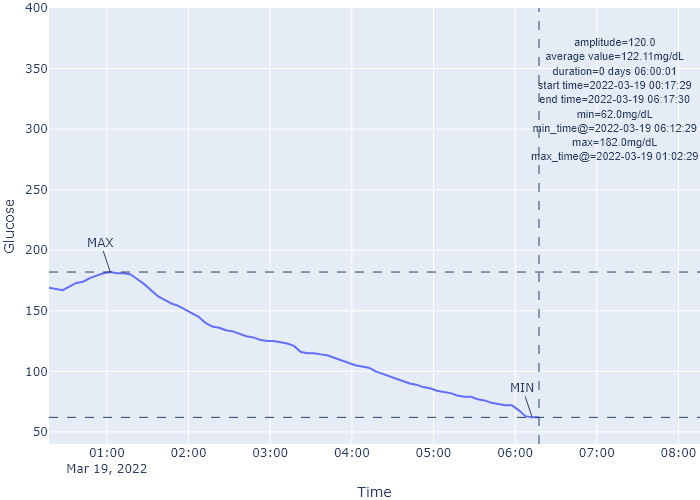 400
350
300
250
200
150
100
50
Glucose
amplitude=120.0
average value=122.11mg/dL
duration=0 days 06:00:01
start time=2022-03-19 00:17:29
end time=2022-03-19 06:17:30
min=62.0mg/dL
min_time@=2022-03-19 06:12:29
max=182.0mg/dL
max_time@=2022-03-19 01:02:29
MAX
MIN
01:00 02:00 03:00 04:00 05:00 06:00 07:00 08:00
Mar 19, 2022
Time